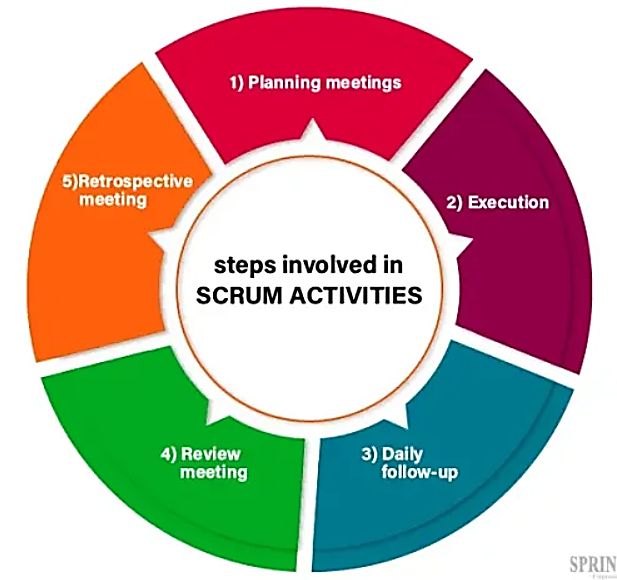 1) Planning meetings
2) Execution
3) Daily
follow-up
4) Review
meeting
5)Retrospective
meeting
steps involved in
SCRUM ACTIVITIES
SPRIN